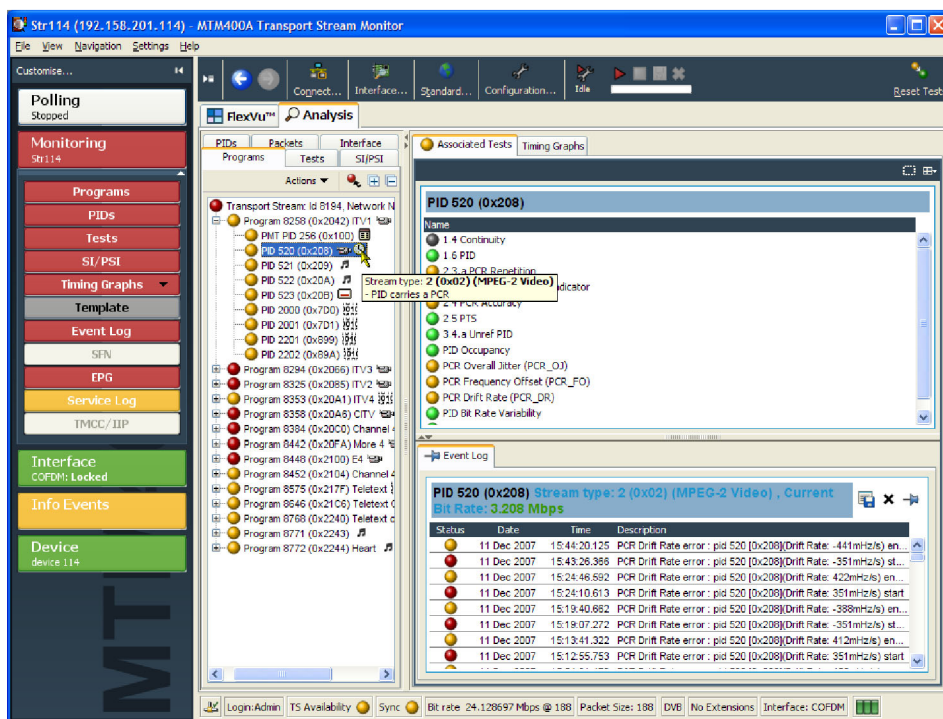 Str114 (192.158.201.114) - MTM400A Transport Stream Monitor
File View Navigation Settings Help
Customise...
Connect... Interface... Standard... Configuration... Idle Reset Test
Polling
Stopped
Monitoring
Str114
Programs
PIDs
Tests
SI/PSI
Timing Graphs
Template
Event Log
SFN
EPG
Service Log
TMCC/IIP
Interface
COFDM: Locked
Info Events
Device
device 114
MTM
FlexVu™ Analysis
PIDs Packets Interface
Programs Tests SI/PSI
Actions
Transport Stream: Id 8194, Network N
Program 8258 (0x2042) ITV1
PMT PID 256 (0x100)
PID 520 (0x208)
PID 521 (0x209)
PID 522 (0x20A)
PID 523 (0x20B)
PID 2000 (0x7D0)
PID 2001 (0x7D1)
PID 2201 (0x899)
PID 2202 (0x89A)
Program 8294 (0x2066) ITV3
Program 8325 (0x2085) ITV2
Program 8353 (0x20A1) ITV4
Program 8358 (0x20A6) CITV
Program 8384 (0x20C0) Channel
Program 8442 (0x20FA) More 4
Program 8448 (0x2100) E4
Program 8452 (0x2104) Channel 4
Program 8575 (0x217F) Teletext
Program 8646 (0x21C6) Teletext C
Program 8768 (0x2240) Teletext c
Program 8771 (0x2243)
Program 8772 (0x2244) Heart
Stream type: 2 (0x02) (MPEG-2 Video)
- PID carries a PCR
Associated Tests Timing Graphs
PID 520 (0x208)
Name
1.4 Continuity
1.6 PID
2.3.a PCR Repetition
dicator
2.4 PCR Accuracy
2.5 PTS
3.4.a Unref PID
PID Occupancy
PCR Overall Jitter (PCR_OJ)
PCR Frequency Offset (PCR_FO)
PCR Drift Rate (PCR_DR)
PID Bit Rate Variability
Event Log
PID 520 (0x208) Stream type: 2 (0x02) (MPEG-2 Video) , Current
Bit Rate: 3.208 Mbps
Status Date Time Description
11 Dec 2007 15:44:20.125 PCR Drift Rate error : pid 520 [0x208](Drift Rate: -441mHz/s) en...
11 Dec 2007 15:43:26.366 PCR Drift Rate error : pid 520 [0x208](Drift Rate: -351mHz/s) st...
11 Dec 2007 15:24:46.592 PCR Drift Rate error : pid 520 [0x208](Drift Rate: 422mHz/s) en...
11 Dec 2007 15:24:10.613 PCR Drift Rate error : pid 520 [0x208](Drift Rate: 351mHz/s) start
11 Dec 2007 15:19:40.662 PCR Drift Rate error : pid 520 [0x208](Drift Rate: -388mHz/s) en...
11 Dec 2007 15:19:07.272 PCR Drift Rate error : pid 520 [0x208](Drift Rate: -351mHz/s) st...
11 Dec 2007 15:13:41.322 PCR Drift Rate error : pid 520 [0x208](Drift Rate: 412mHz/s) en...
11 Dec 2007 15:12:55.753 PCR Drift Rate error : pid 520 [0x208](Drift Rate: 351mHz/s) start
Login:Admin TS Availability Sync Bit rate 24.128697 Mbps @ 188 Packet Size: 188 DVB No Extensions Interface: COFDM